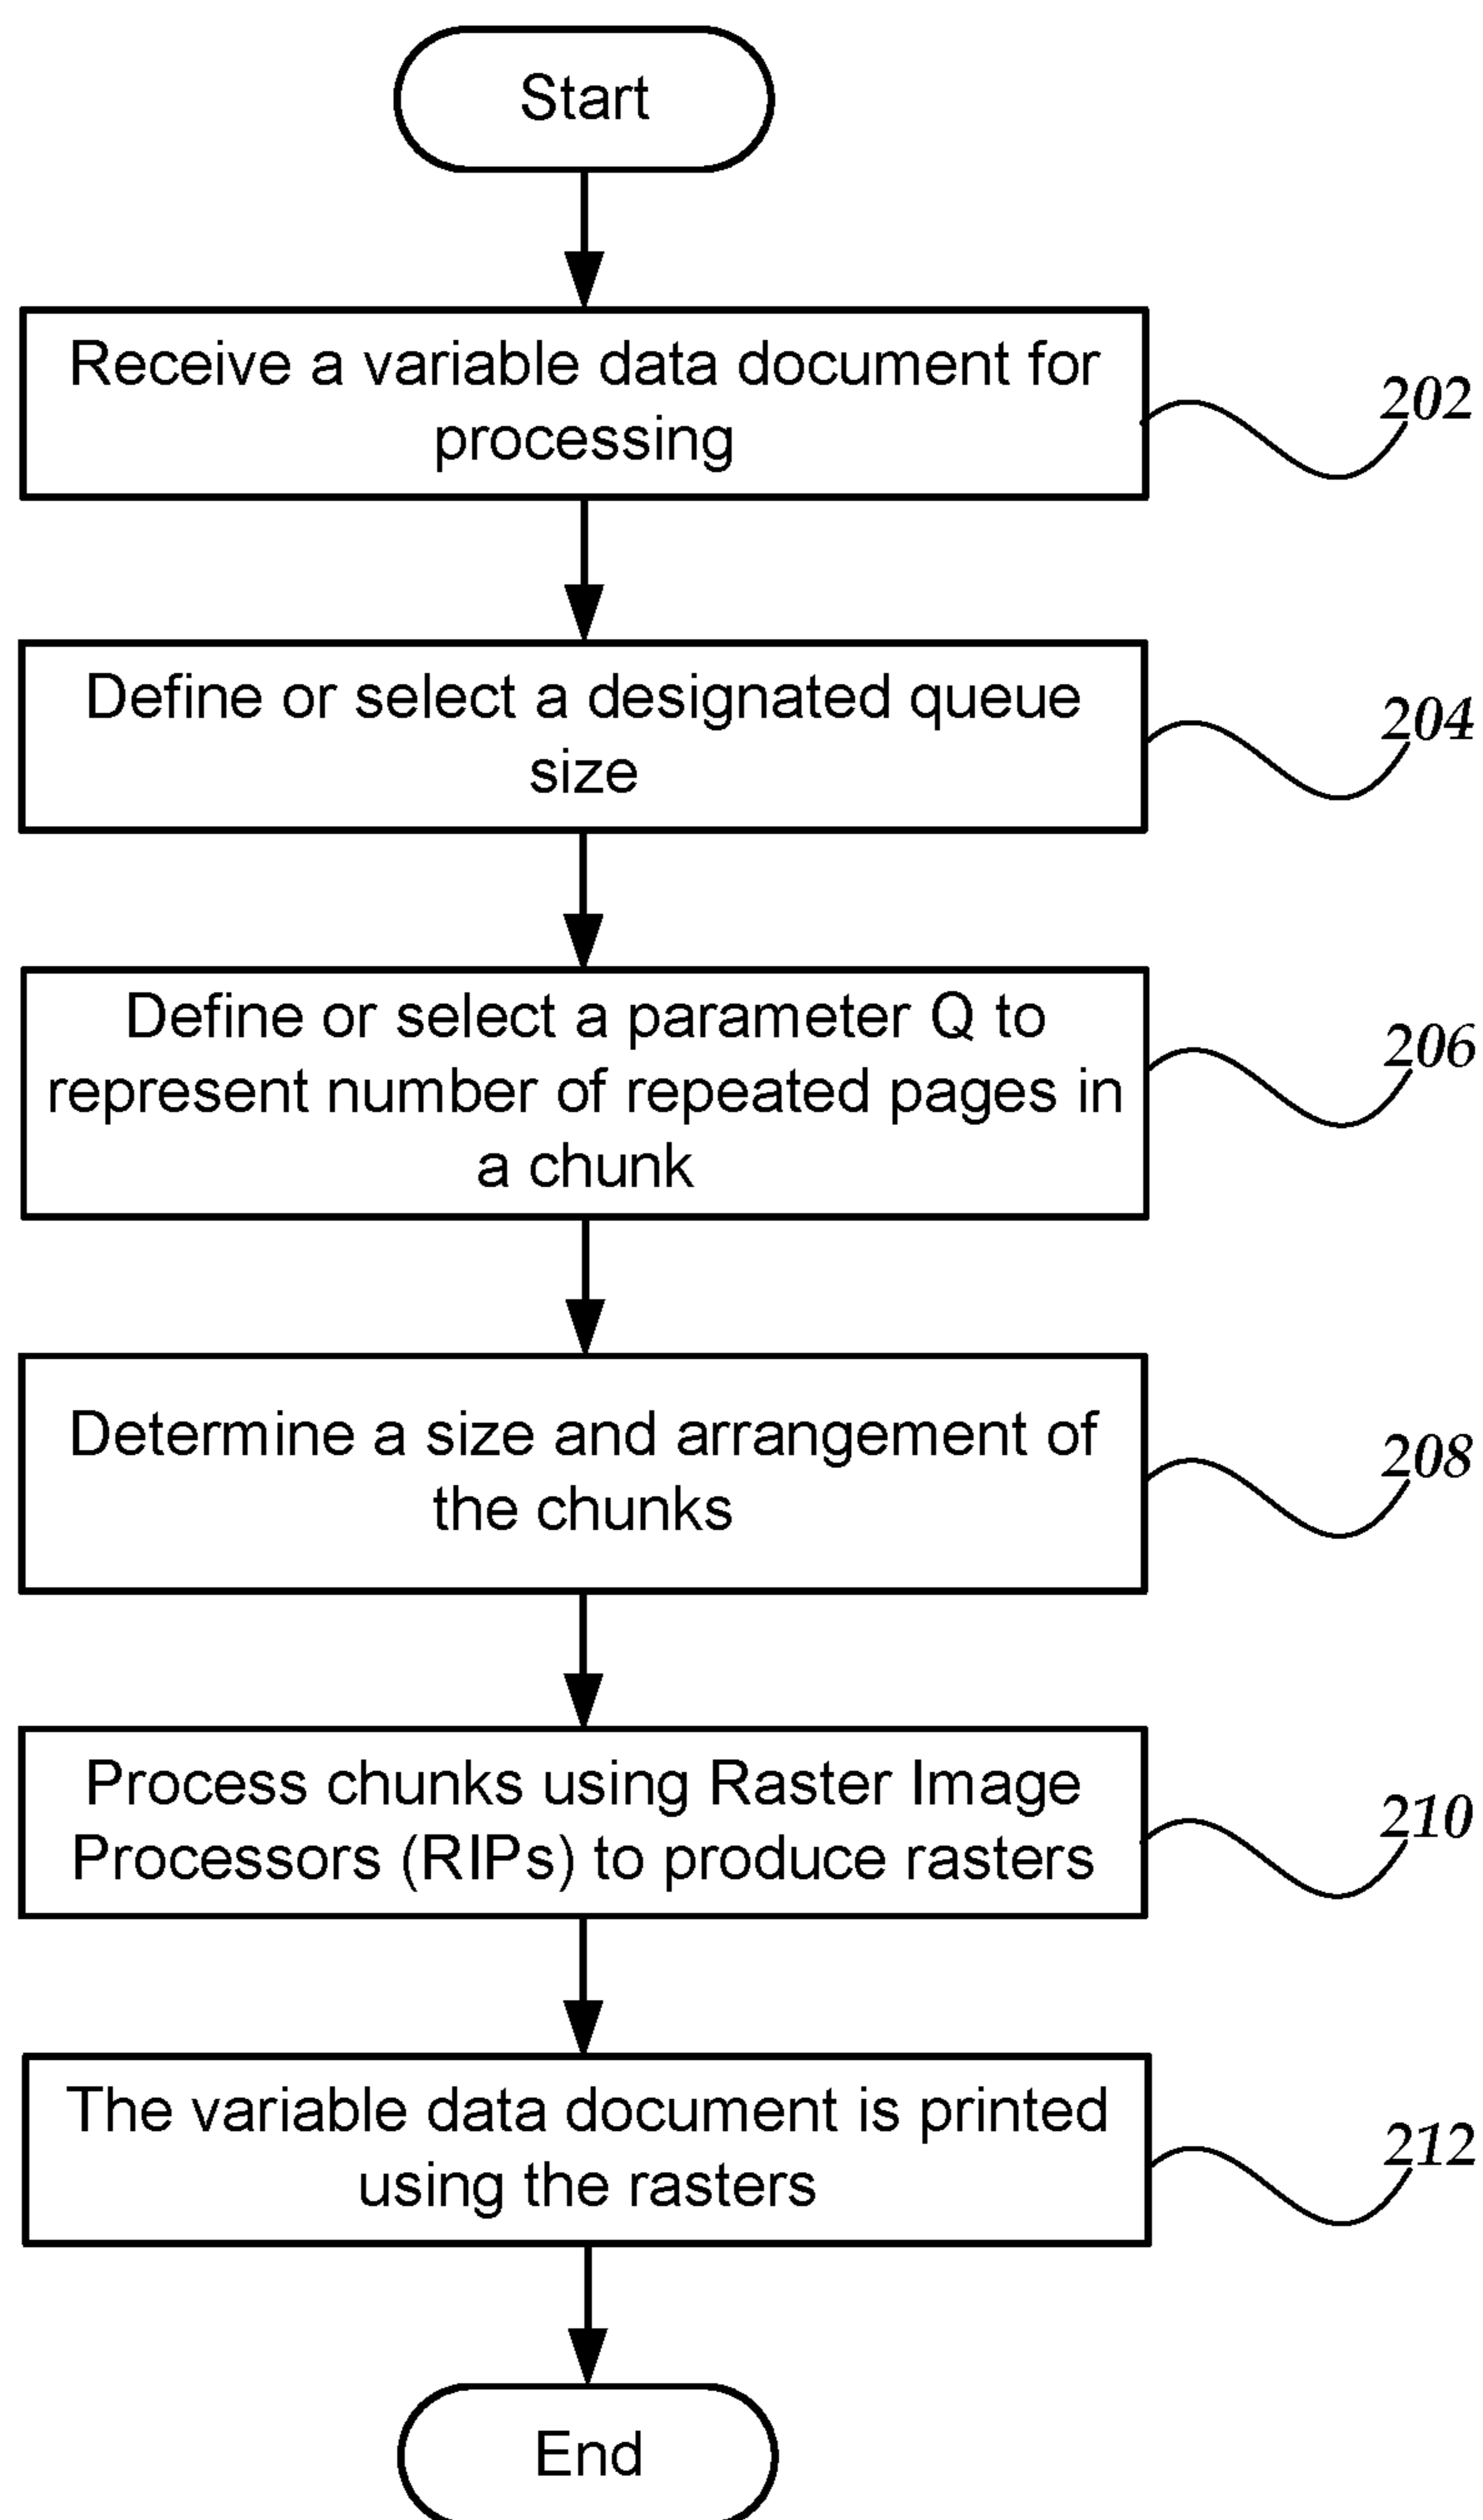 Start
Receive a variable data document for
processing
202
Define or select a designated queue
size
204
Define or select a parameter Q to
represent number of repeated pages in
a chunk
206
Determine a size and arrangement of
the chunks
208
Process chunks using Raster Image
Processors (RIPs) to produce rasters
210
The variable data document is printed
using the rasters
212
End